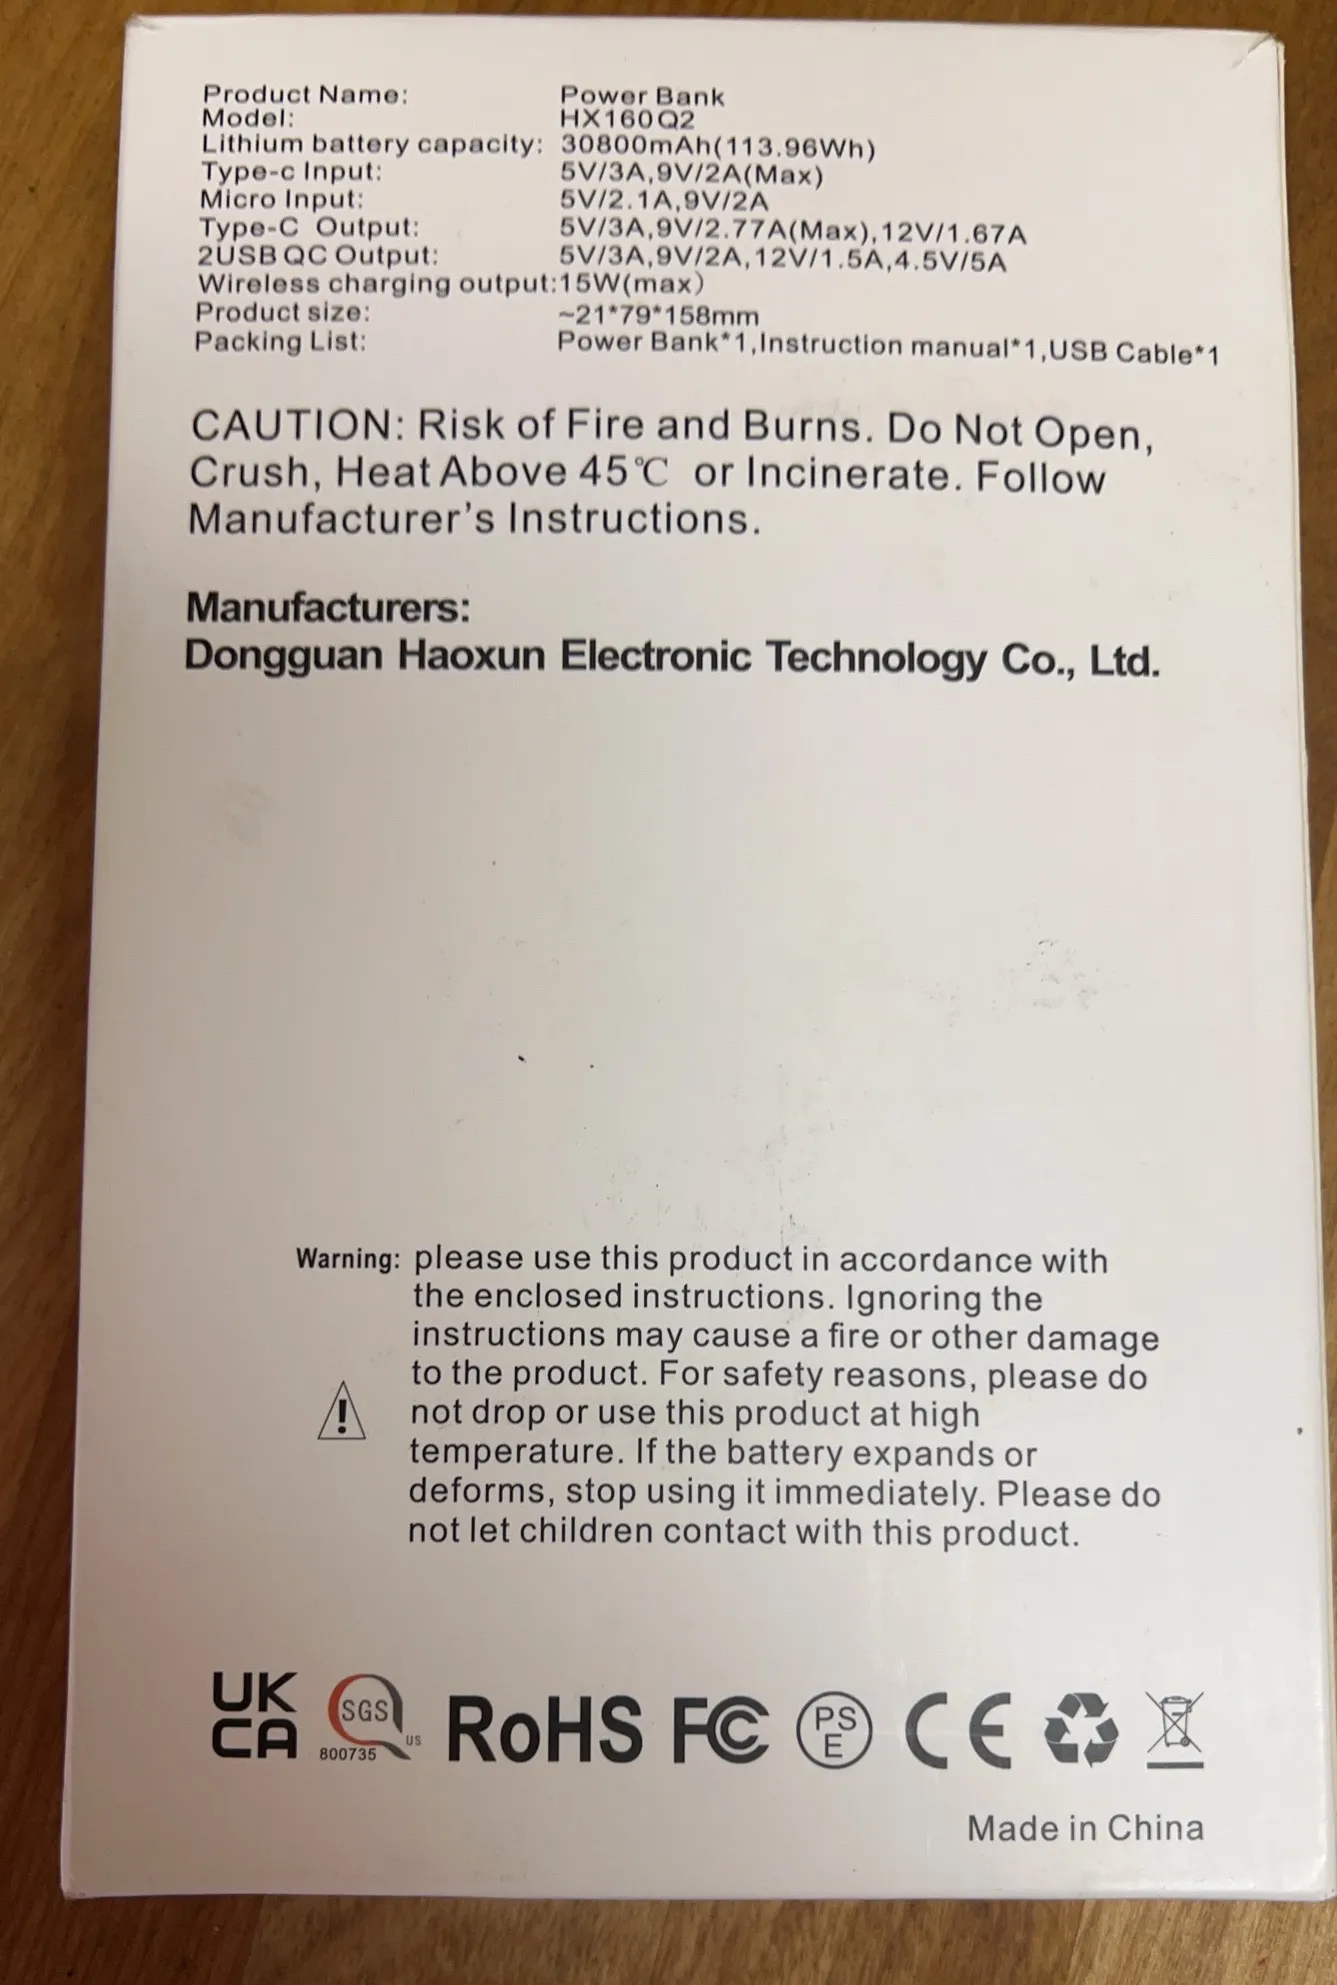 Product Name: Power Bank
Model: HX160Q2
Lithium battery capacity: 30800mAh(113.96Wh)
Type-c Input: 5V/3A,9V/2A(Max)
Micro Input: 5V/2.1A,9V/2A
Type-C Output: 5V/3A,9V/2.77A(Max),12V/1.67A
2USB QC Output: 5V/3A,9V/2A,12V/1.5A,4.5V/5A
Wireless charging output:15W(max)
Product size: ~21*79*158mm
Packing List: Power Bank*1,Instruction manual*1,USB Cable*1
CAUTION: Risk of Fire and Burns. Do Not Open,
Crush, Heat Above 45℃ or Incinerate. Follow
Manufacturer’s Instructions.
Manufacturers:
Dongguan Haoxun Electronic Technology Co., Ltd.
Warning: please use this product in accordance with
the enclosed instructions. Ignoring the
instructions may cause a fire or other damage
to the product. For safety reasons, please do
not drop or use this product at high
temperature. If the battery expands or
deforms, stop using it immediately. Please do
not let children contact with this product.
UK
CA
SGS
US
800735
RoHS FC PS
E
CE
Made in China